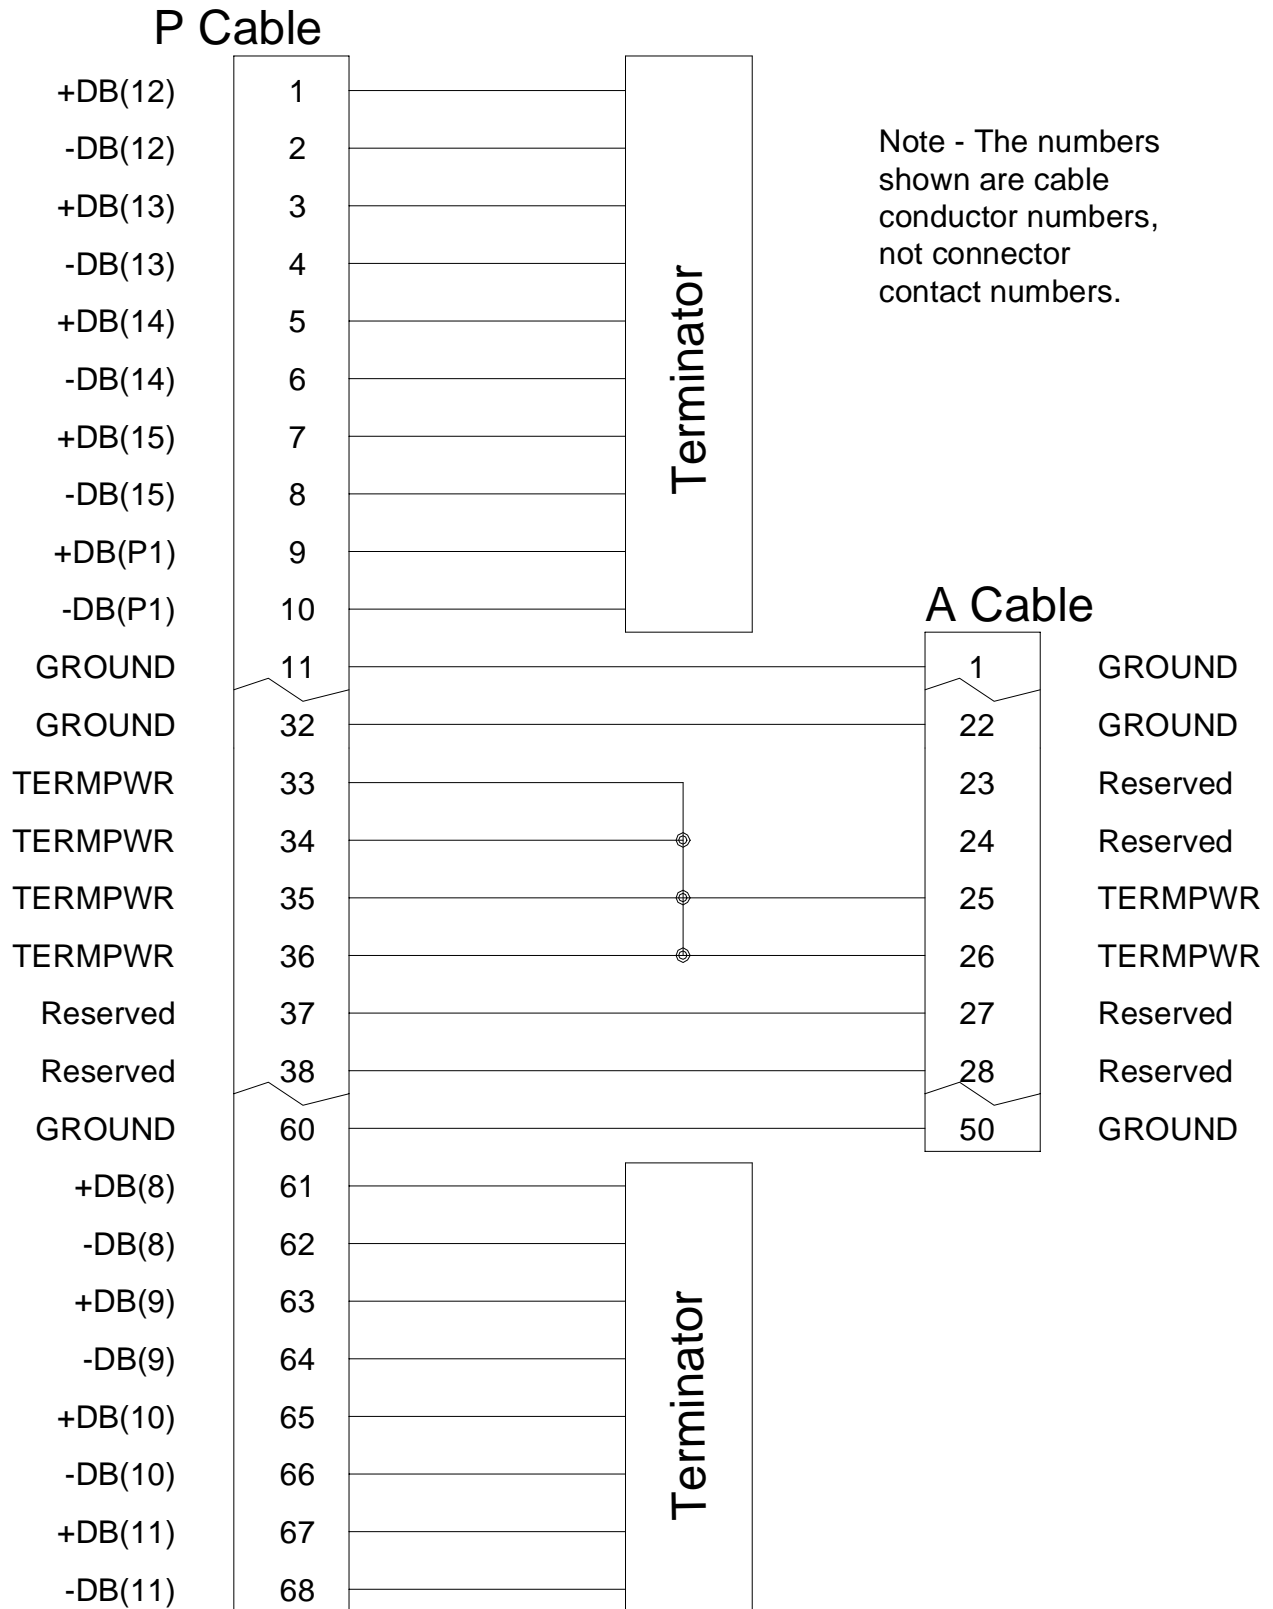 P Cable
+DB(12) 1
-DB(12) 2
+DB(13) 3
-DB(13) 4
+DB(14) 5
-DB(14) 6
+DB(15) 7
-DB(15) 8
+DB(P1) 9
-DB(P1) 10
Terminator
Note - The numbers
shown are cable
conductor numbers,
not connector
contact numbers.
A Cable
GROUND 11 1 GROUND
GROUND 32 22 GROUND
TERMPWR 33 23 Reserved
TERMPWR 34 24 Reserved
TERMPWR 35 25 TERMPWR
TERMPWR 36 26 TERMPWR
Reserved 37 27 Reserved
Reserved 38 28 Reserved
GROUND 60 50 GROUND
+DB(8) 61
-DB(8) 62
+DB(9) 63
-DB(9) 64
+DB(10) 65
-DB(10) 66
+DB(11) 67
-DB(11) 68
Terminator